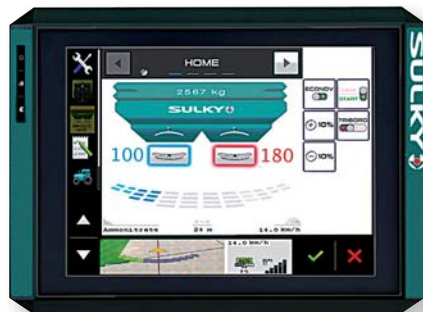 HOME
2567 kg
SULKY
ECONOV
START
10%
TRIBORD
10%
100
180
Ammonitrate 24 m 14.0 km/h
14.0 km/h
SULKY